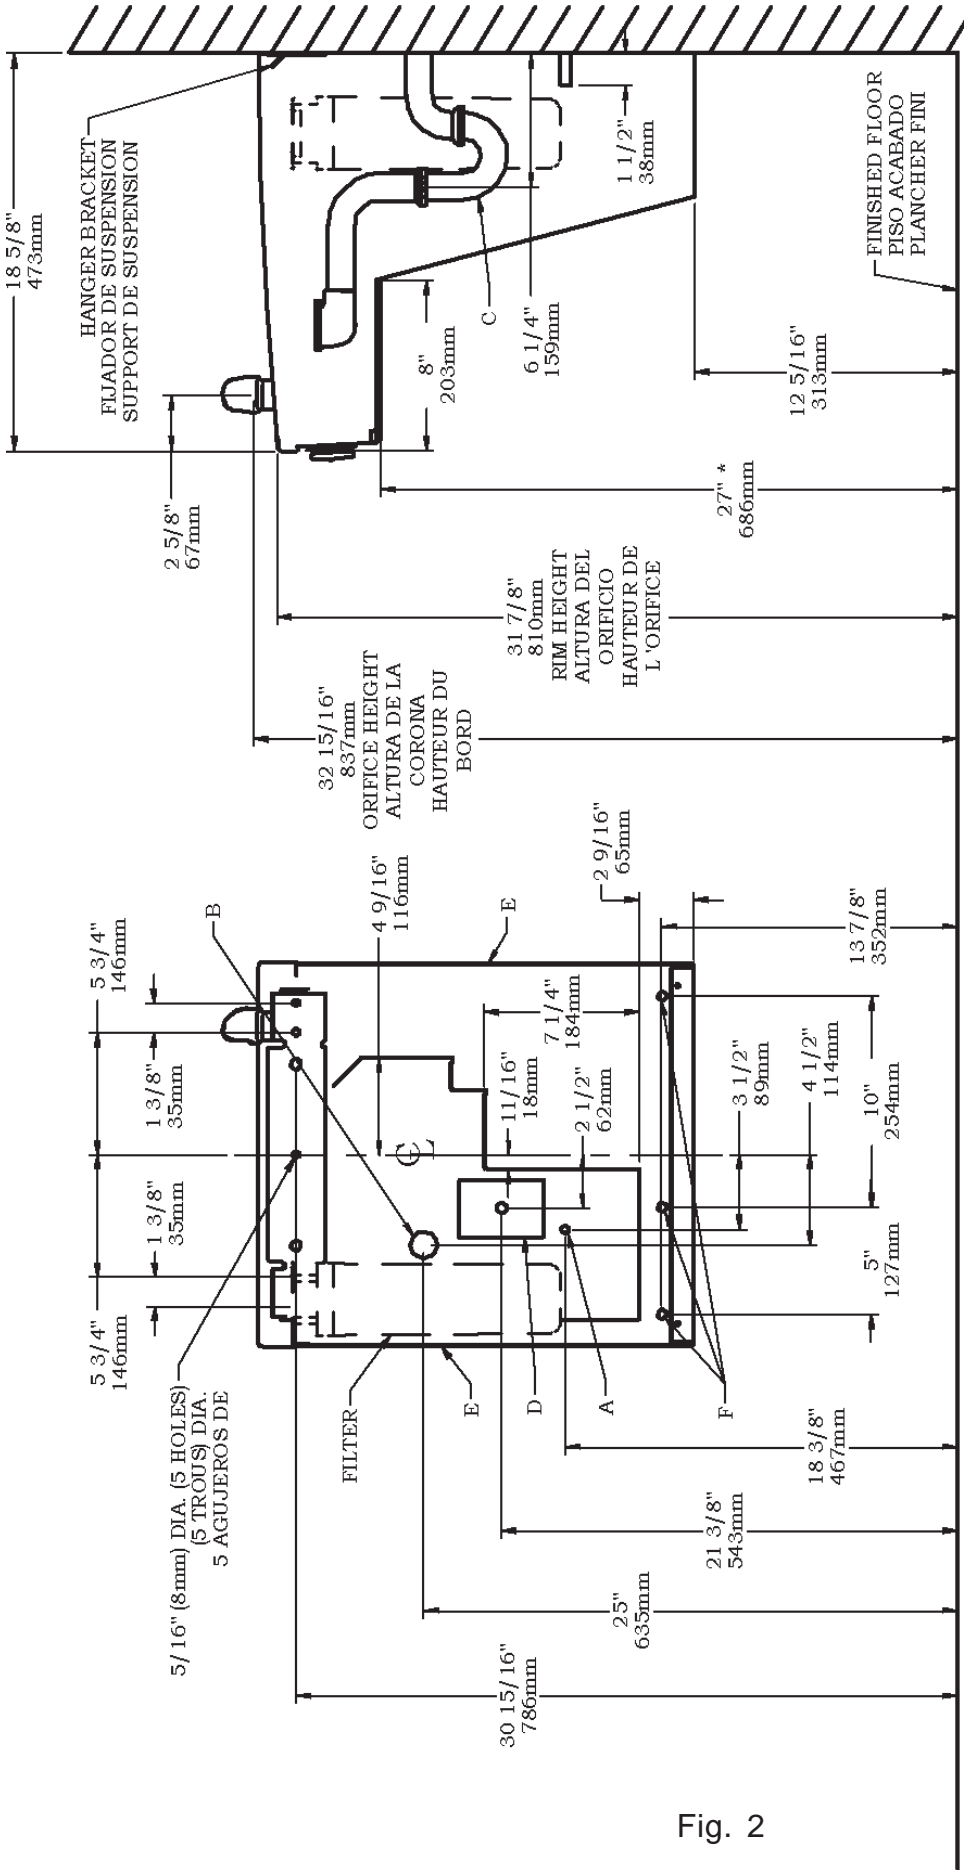 18 5/8"
473mm
HANGER BRACKET
FIJADOR DE SUSPENSION
SUPPORT DE SUSPENSION
2 5/8"
67mm
8"
203mm
C
6 1/4"
159mm
1 1/2"
38mm
12 5/16"
313mm
FINISHED FLOOR
PISO ACABADO
PLANCHER FINI
27" *
686mm
31 7/8"
810mm
RIM HEIGHT
ALTURA DEL
ORIFICIO
HAUTEUR DE
L 'ORIFICE
32 15/16"
837mm
ORIFICE HEIGHT
ALTURA DE LA
CORONA
HAUTEUR DU
BORD
5 3/4"
146mm
1 3/8"
35mm
B
4 9/16"
116mm
E
2 9/16"
65mm
13 7/8"
352mm
7 1/4"
184mm
11/16"
18mm
2 1/2"
62mm
3 1/2"
89mm
4 1/2"
114mm
10"
254mm
CL
5 3/4"
146mm
1 3/8"
35mm
5"
127mm
5/16" (8mm) DIA. (5 HOLES)
(5 TROUS) DIA.
5 AGUJEROS DE
FILTER
E
D
A
F
18 3/8"
467mm
21 3/8"
543mm
25"
635mm
30 15/16"
786mm
Fig. 2